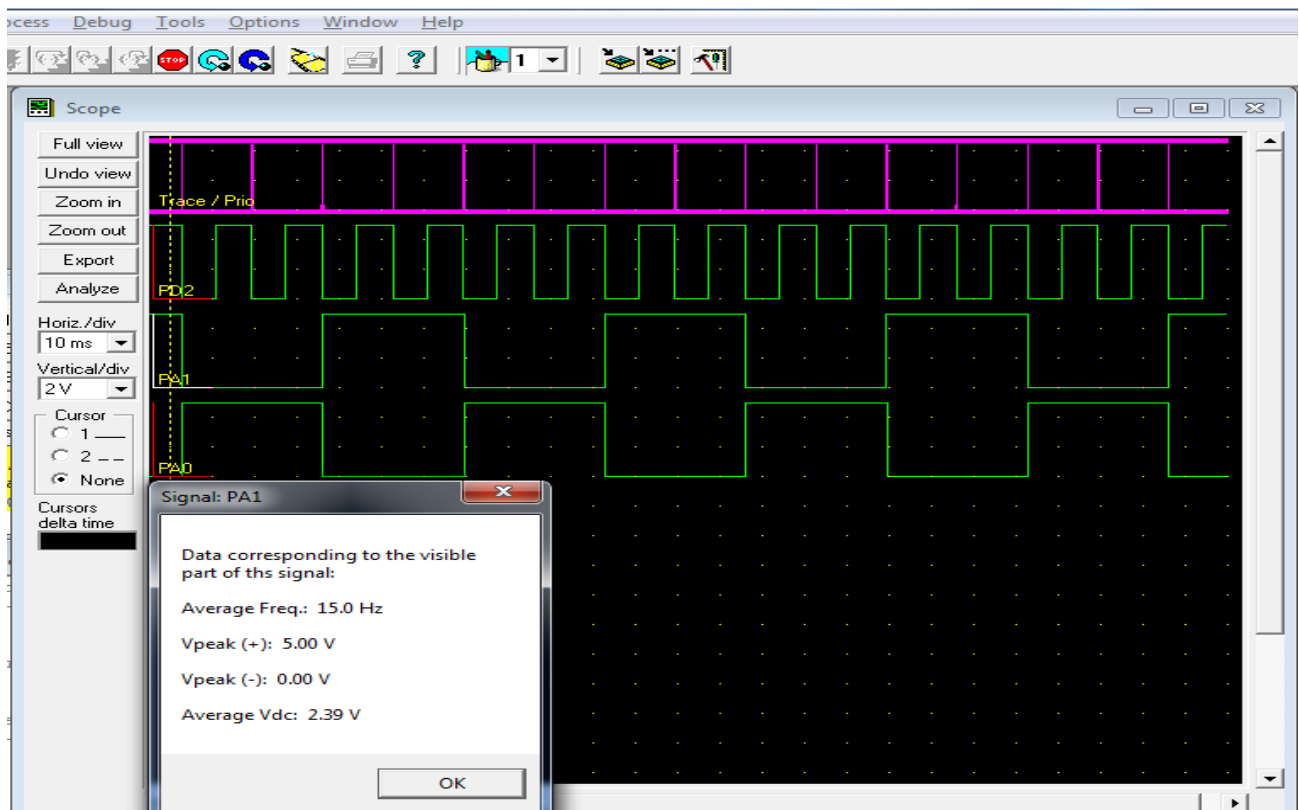 ocess Debug Tools Options Window Help
STOP ? 1
Scope
Full view
Undo view
Zoom in
Zoom out
Export
Analyze
Horiz./div
10 ms
Vertical/div
2 V
Cursor
1
2
None
Cursors
delta time
Trace / Prio
PD2
PA1
PA0
Signal: PA1
Data corresponding to the visible
part of ths signal:
Average Freq.: 15.0 Hz
Vpeak (+): 5.00 V
Vpeak (-): 0.00 V
Average Vdc: 2.39 V
OK